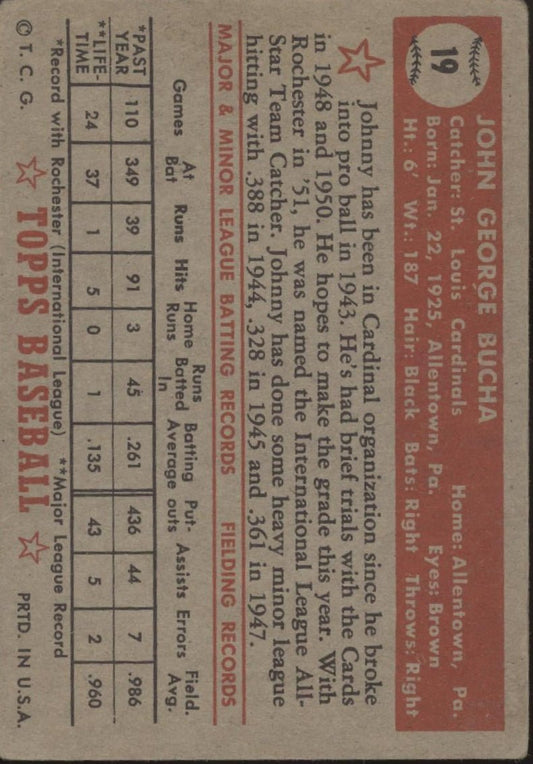 19
JOHN GEORGE BUCHA
Catcher: St. Louis Cardinals Home: Allentown, Pa.
Born: Jan. 22, 1925, Allentown, Pa. Eyes: Brown
Ht.: 6' Wt.: 187 Hair: Black Bats: Right Throws: Right
Johnny has been in Cardinal organization since he broke
into pro ball in 1943. He's had brief trials with the Cards
in 1948 and 1950. He hopes to make the grade this year. With
Rochester in '51, he was named the International League All-
Star Team Catcher. Johnny has done some heavy minor league
hitting with .388 in 1944, .328 in 1945 and .361 in 1947.
MAJOR & MINOR LEAGUE BATTING RECORDS FIELDING RECORDS
Games At Bat Runs Hits Home Runs Runs Batted In Batting Average Put-outs Assists Errors Field. Avg.
*PAST YEAR 110 349 39 91 3 45 .261 436 44 7 .986
**LIFE-TIME 24 37 1 5 0 1 .135 43 5 2 .960
*Record with Rochester (International League) **Major League Record
© T. C. G. TOPPS BASEBALL PRTD. IN U.S.A.